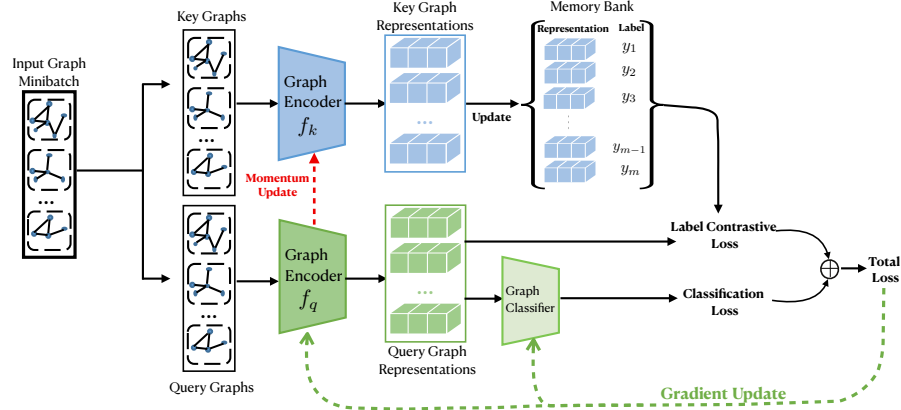 Key Graphs
Key Graph
Representations
Memory Bank
Representation
Label
Input Graph
Minibatch
Graph
Encoder
f_k
y_1
y_2
y_3
y_{m-1}
y_m
...
...
...
Update
Momentum
Update
Graph
Encoder
f_q
...
...
Graph
Classifier
Label Contrastive
Loss
Classification
Loss
Total
Loss
Query Graphs
Query Graph
Representations
Gradient Update